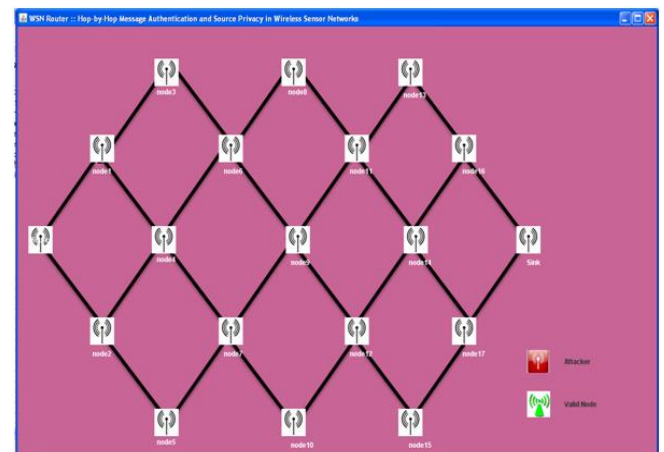 WSN Router :: Hop-by-Hop Message Authentication and Source Privacy in Wireless Sensor Networks
node3
node8
node13
node1
node6
node11
node16
node4
node9
node14
Sink
node2
node7
node12
node17
Attacker
Valid Node
node5
node10
node15